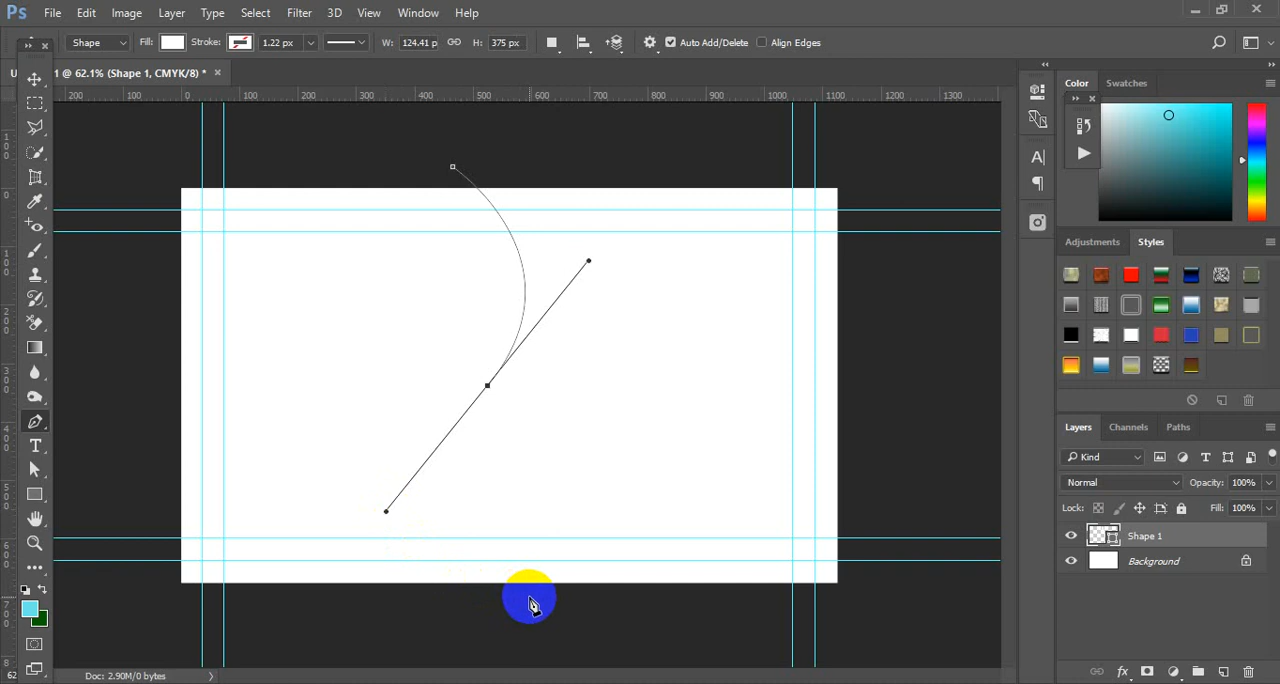 Ps File Edit Image Layer Type Select Filter 3D View Window Help
Shape Fill: Stroke: 1.22 px W: 124.41 p H: 375 px Auto Add/Delete Align Edges
1 @ 62.1% (Shape 1, CMYK/8) * ×
200 100 0 100 200 300 400 500 600 700 800 900 1000 1100 1200 1300
Color Swatches
Adjustments Styles
Layers Channels Paths
Kind
Normal Opacity: 100%
Lock: Fill: 100%
Shape 1
Background
62 Doc: 2.90M/0 bytes